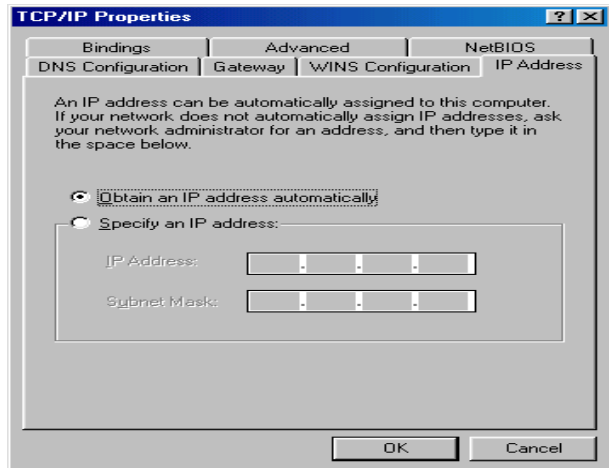 TCP/IP Properties
Bindings Advanced NetBIOS
DNS Configuration Gateway WINS Configuration IP Address
An IP address can be automatically assigned to this computer.
If your network does not automatically assign IP addresses, ask
your network administrator for an address, and then type it in
the space below.
Obtain an IP address automatically
Specify an IP address:
IP Address:
Subnet Mask:
OK Cancel